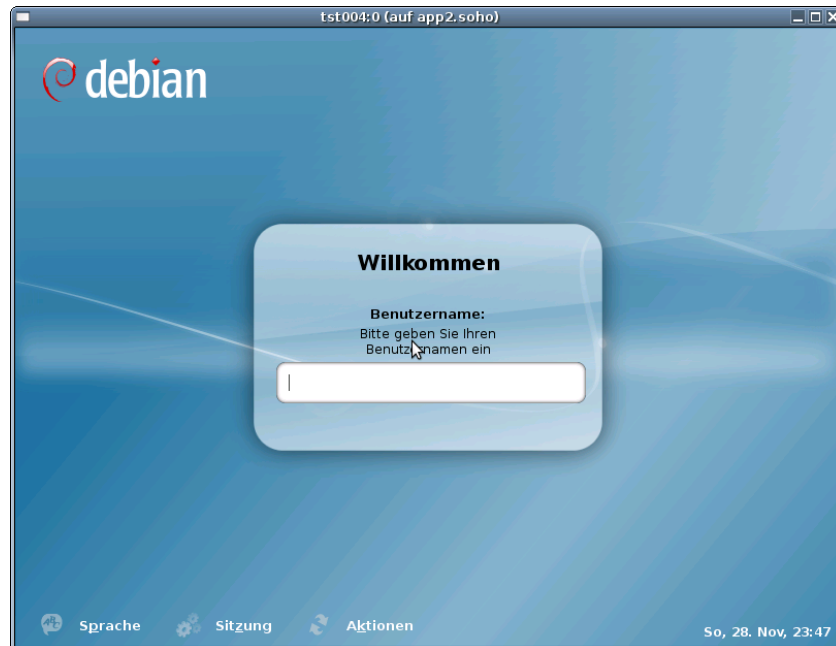 tst004:0 (auf app2.soho)
debian
Willkommen
Benutzername:
Bitte geben Sie Ihren
Benutzernamen ein
Sprache
Sitzung
Aktionen
So, 28. Nov, 23:47